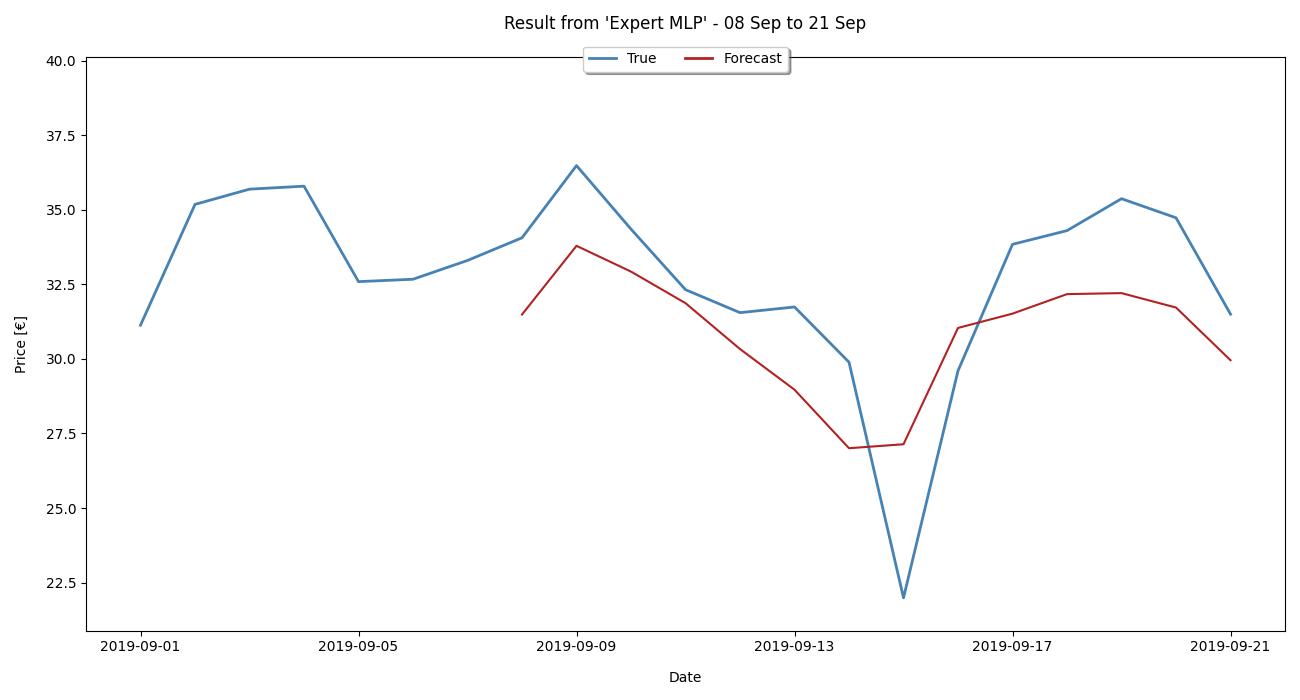 Result from 'Expert MLP' - 08 Sep to 21 Sep
True
Forecast
40.0
37.5
35.0
32.5
30.0
27.5
25.0
22.5
Price [€]
2019-09-01
2019-09-05
2019-09-09
2019-09-13
2019-09-17
2019-09-21
Date